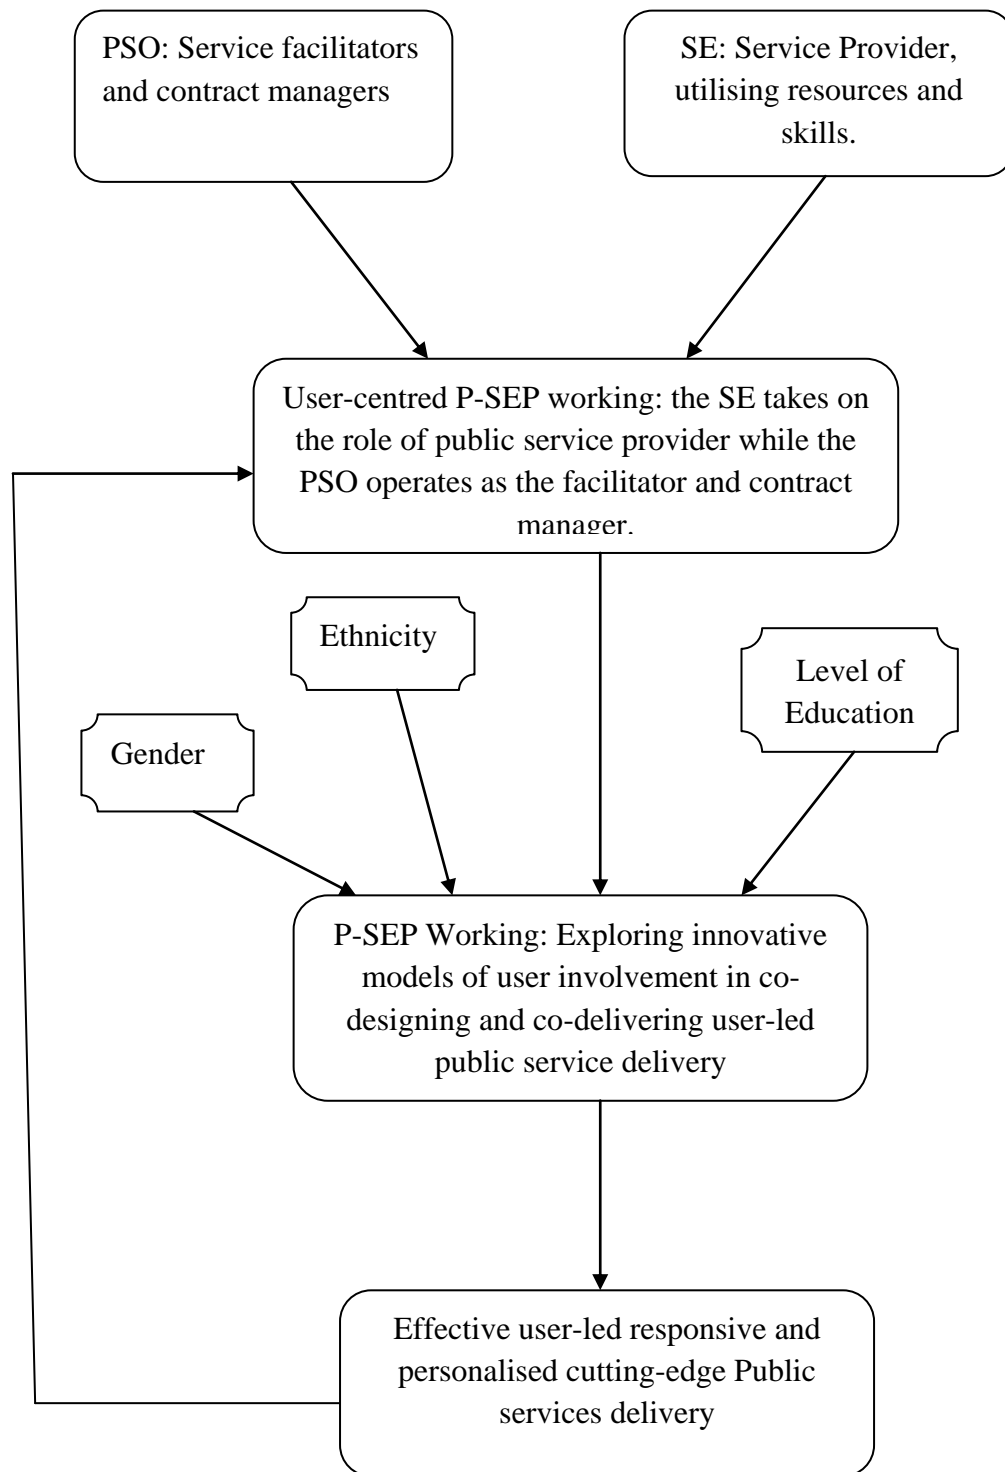 PSO: Service facilitators
and contract managers
SE: Service Provider,
utilising resources and
skills.
User-centred P-SEP working: the SE takes on
the role of public service provider while the
PSO operates as the facilitator and contract
manager.
Ethnicity
Level of
Education
Gender
P-SEP Working: Exploring innovative
models of user involvement in co-
designing and co-delivering user-led
public service delivery
Effective user-led responsive and
personalised cutting-edge Public
services delivery